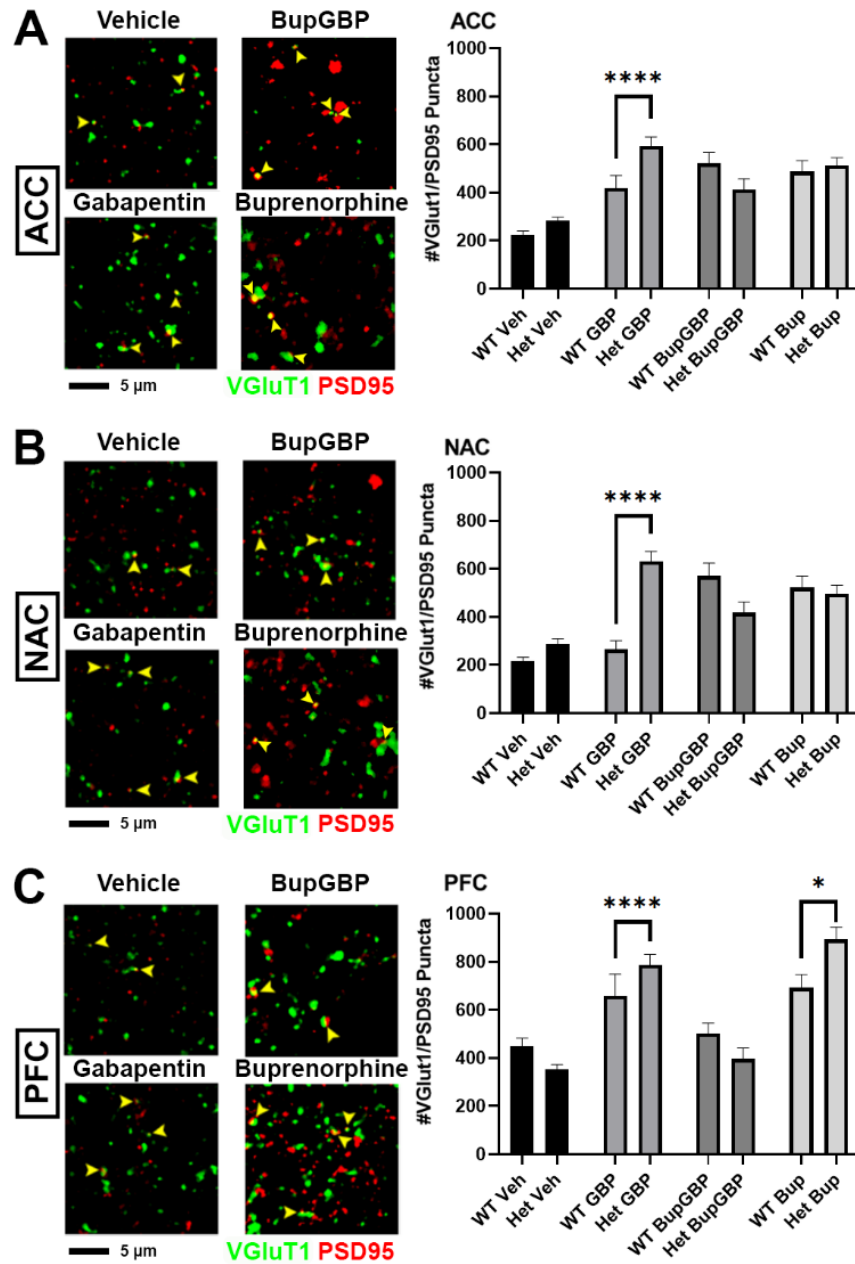 A
Vehicle
BupGBP
ACC
Gabapentin
Buprenorphine
5 µm
VGluT1 PSD95
ACC
#VGlut1/PSD95 Puncta
1000
800
600
400
200
0
****
WT Veh
Het Veh
WT GBP
Het GBP
WT BupGBP
Het BupGBP
WT Bup
Het Bup
B
Vehicle
BupGBP
NAC
Gabapentin
Buprenorphine
5 µm
VGluT1 PSD95
NAC
#VGlut1/PSD95 Puncta
1000
800
600
400
200
0
****
WT Veh
Het Veh
WT GBP
Het GBP
WT BupGBP
Het BupGBP
WT Bup
Het Bup
C
Vehicle
BupGBP
PFC
Gabapentin
Buprenorphine
5 µm
VGluT1 PSD95
PFC
#VGlut1/PSD95 Puncta
1000
800
600
400
200
0
****
*
WT Veh
Het Veh
WT GBP
Het GBP
WT BupGBP
Het BupGBP
WT Bup
Het Bup